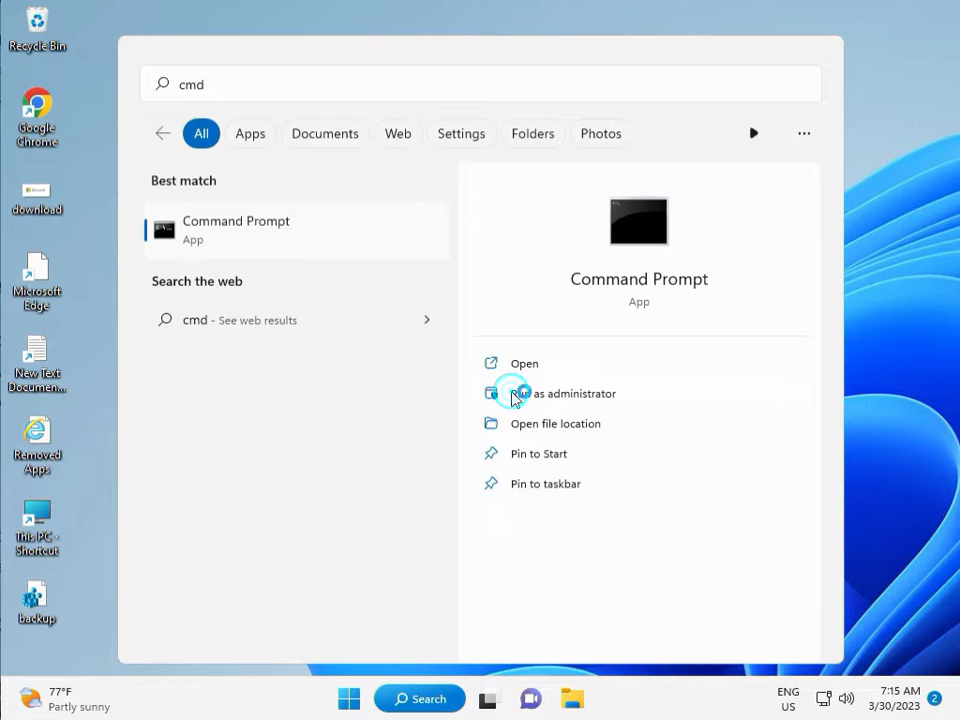 Recycle Bin
Google
Chrome
download
Microsoft
Edge
New Text
Documen...
Removed
Apps
This PC -
Shortcut
backup
cmd
All
Apps
Documents
Web
Settings
Folders
Photos
Best match
Command Prompt
App
Search the web
cmd - See web results
Command Prompt
App
Open
as administrator
Open file location
Pin to Start
Pin to taskbar
77°F
Partly sunny
Search
ENG
US
7:15 AM
3/30/2023
2